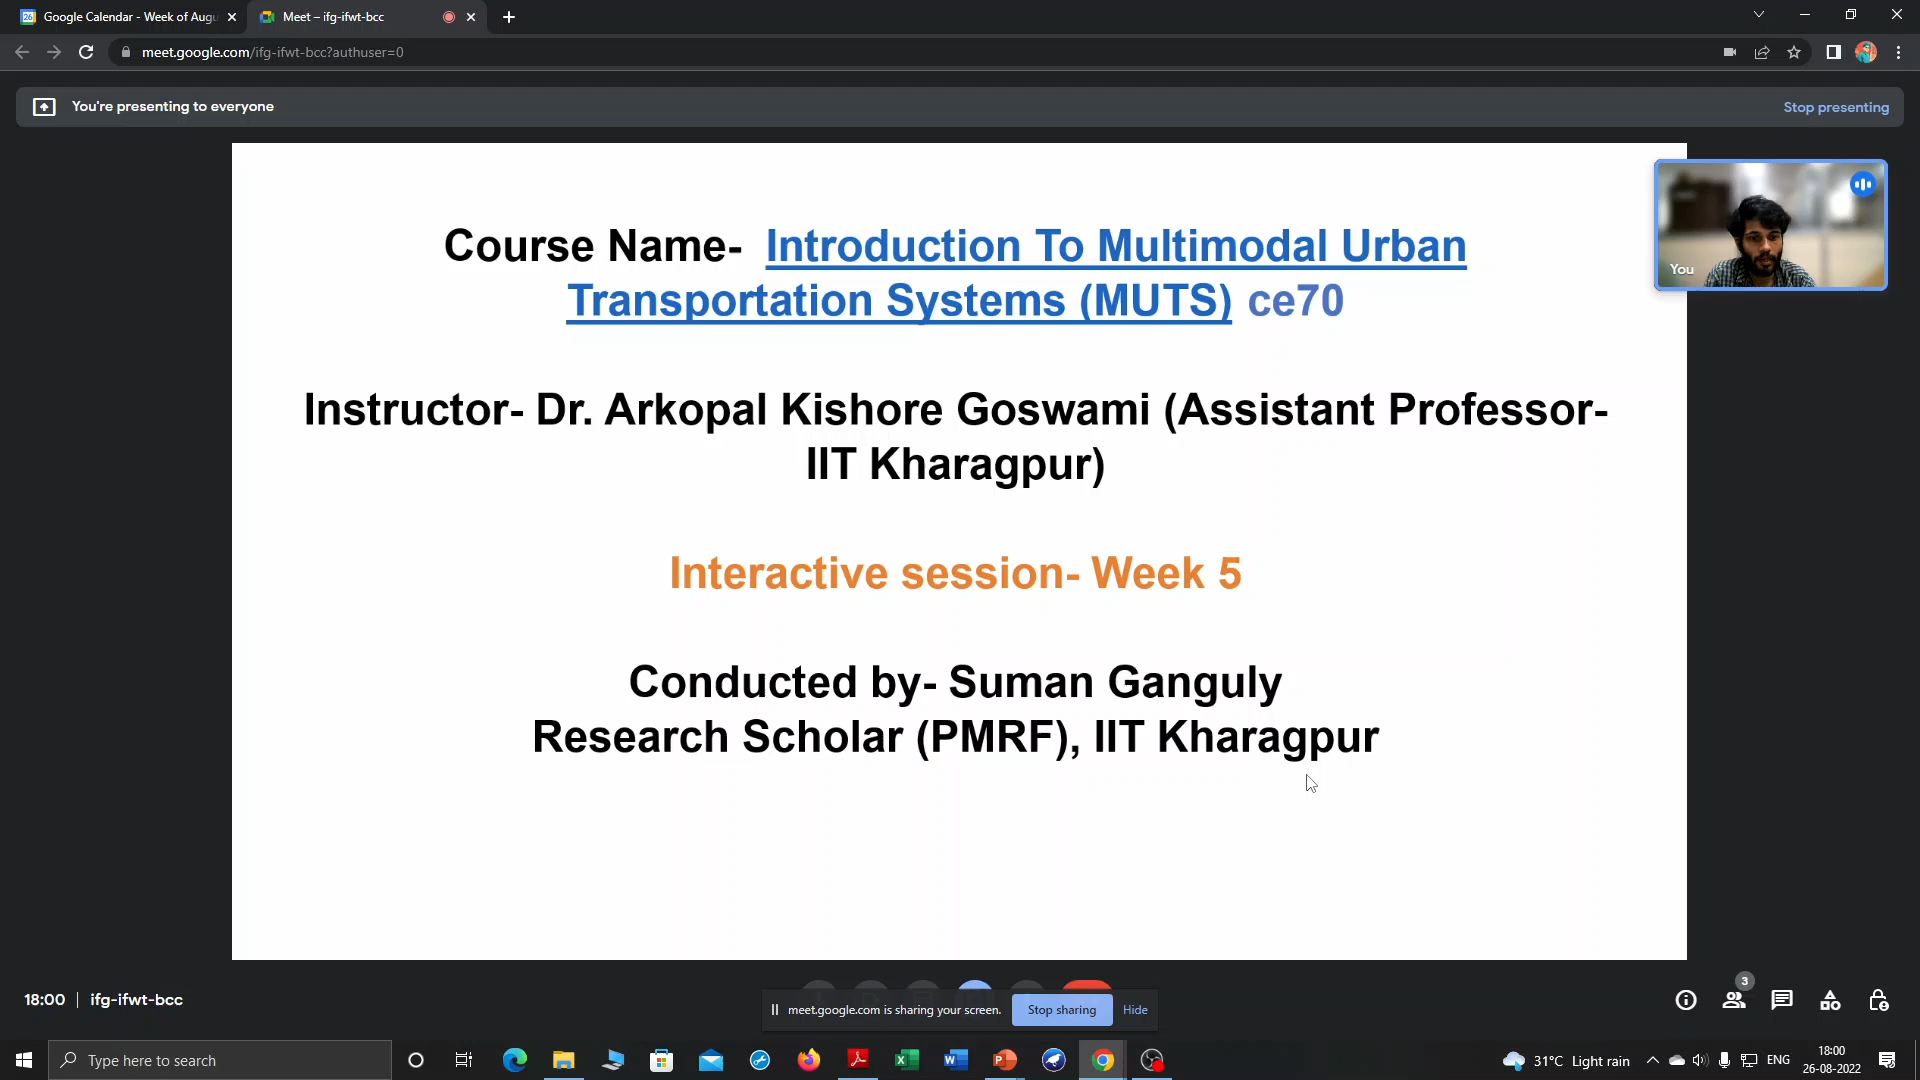 Google Calendar - Week of Augu
Meet – ifg-ifwt-bcc
meet.google.com/ifg-ifwt-bcc?authuser=0
You're presenting to everyone
Stop presenting
Course Name- Introduction To Multimodal Urban
Transportation Systems (MUTS) ce70
Instructor- Dr. Arkopal Kishore Goswami (Assistant Professor-
IIT Kharagpur)
Interactive session- Week 5
Conducted by- Suman Ganguly
Research Scholar (PMRF), IIT Kharagpur
You
18:00 | ifg-ifwt-bcc
meet.google.com is sharing your screen.
Stop sharing
Hide
3
Type here to search
31°C Light rain
ENG
18:00
26-08-2022